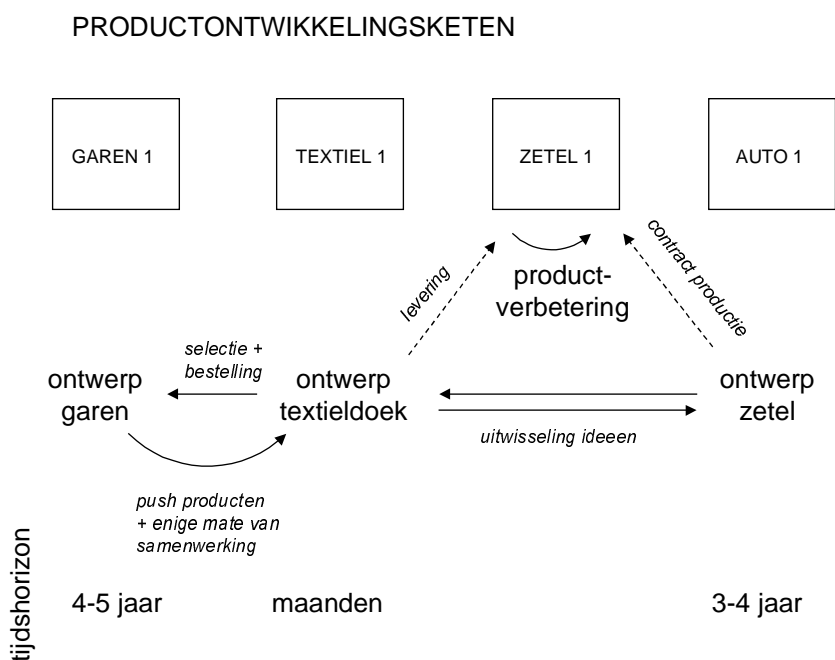 PRODUCTONTWIKKELINGSKETEN
GAREN 1
TEXTIEL 1
ZETEL 1
AUTO 1
levering
product-
verbetering
contract productie
selectie +
bestelling
ontwerp
garen
ontwerp
textieldoek
ontwerp
zetel
uitwisseling ideeen
push producten
+ enige mate van
samenwerking
tijdshorizon
4-5 jaar
maanden
3-4 jaar